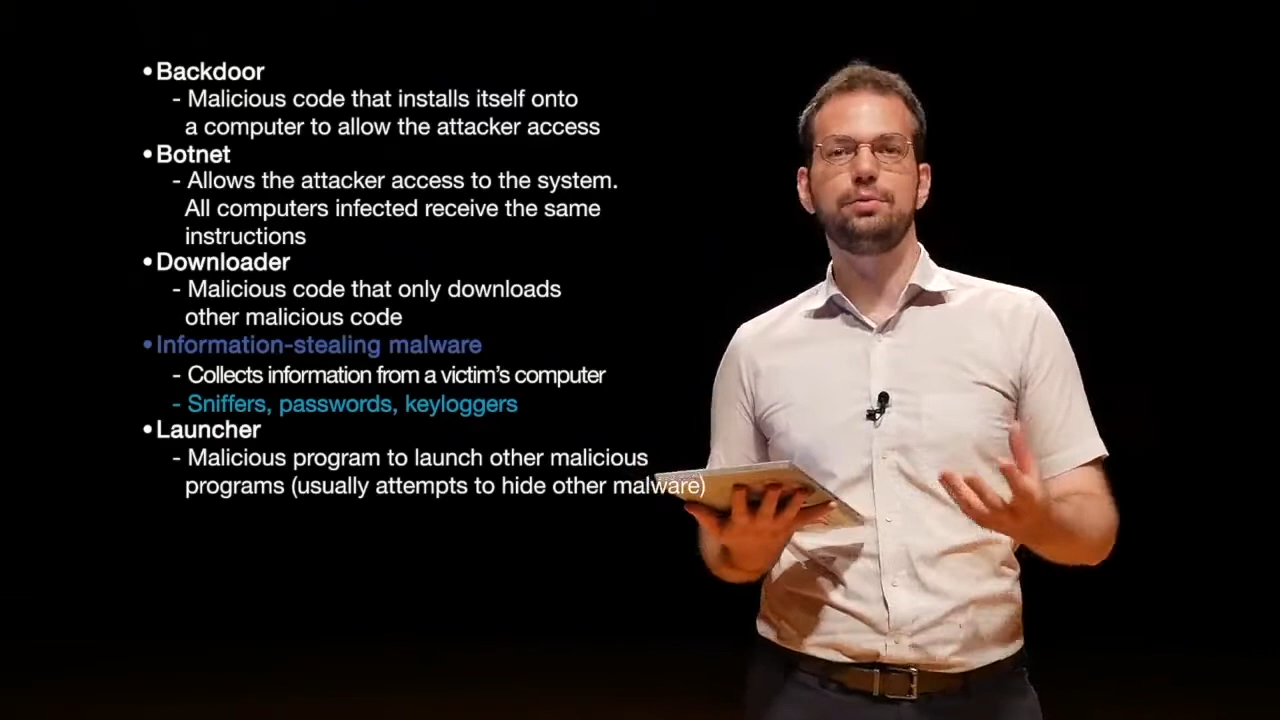 •Backdoor
- Malicious code that installs itself onto
a computer to allow the attacker access
•Botnet
- Allows the attacker access to the system.
All computers infected receive the same
instructions
•Downloader
- Malicious code that only downloads
other malicious code
•Information-stealing malware
- Collects information from a victim's computer
- Sniffers, passwords, keyloggers
•Launcher
- Malicious program to launch other malicious
programs (usually attempts to hide other malware)